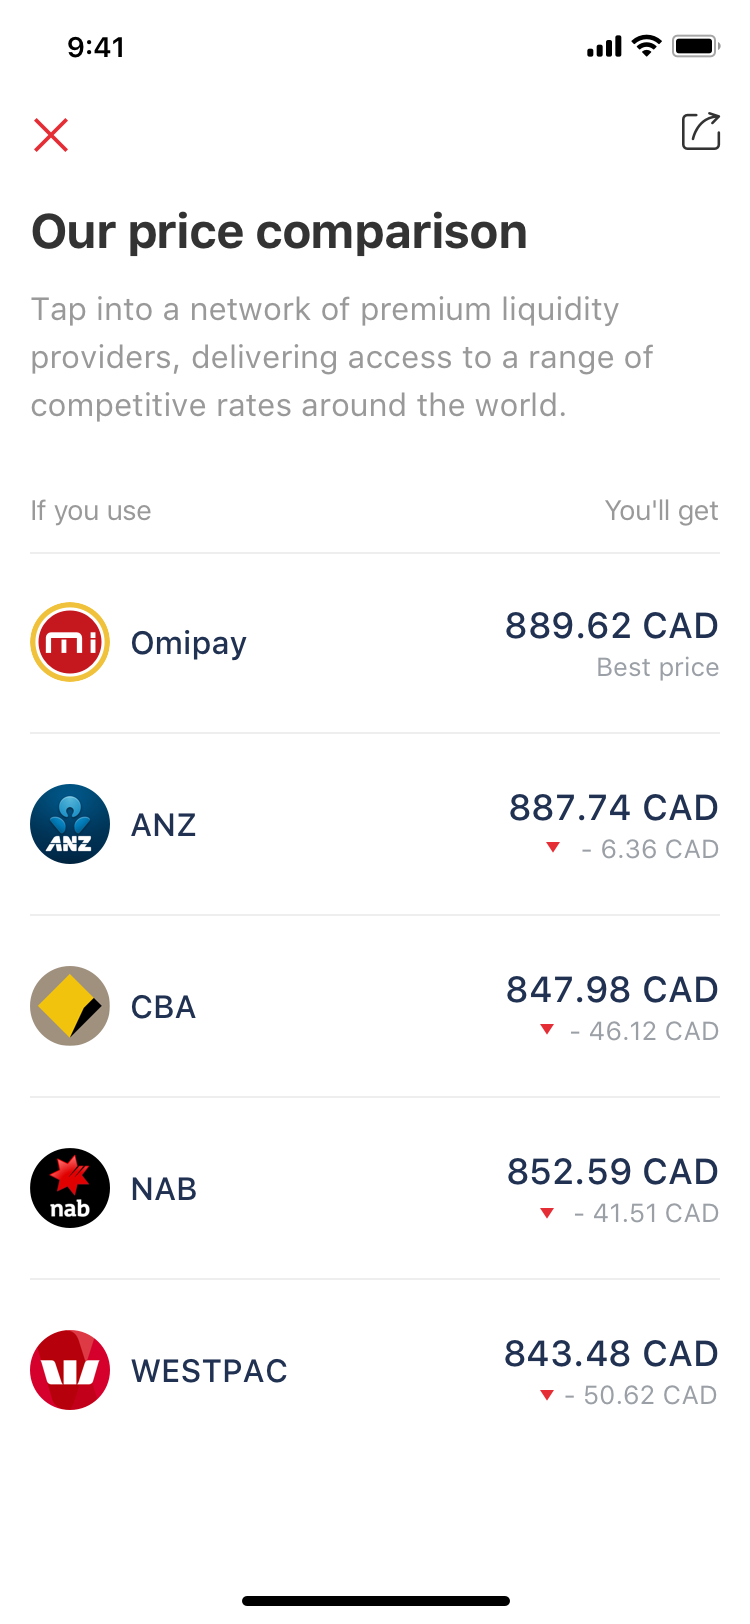 9:41
Our price comparison
Tap into a network of premium liquidity
providers, delivering access to a range of
competitive rates around the world.
If you use You'll get
mi Omipay 889.62 CAD
Best price
ANZ ANZ 887.74 CAD
- 6.36 CAD
CBA 847.98 CAD
- 46.12 CAD
nab NAB 852.59 CAD
- 41.51 CAD
WESTPAC 843.48 CAD
- 50.62 CAD